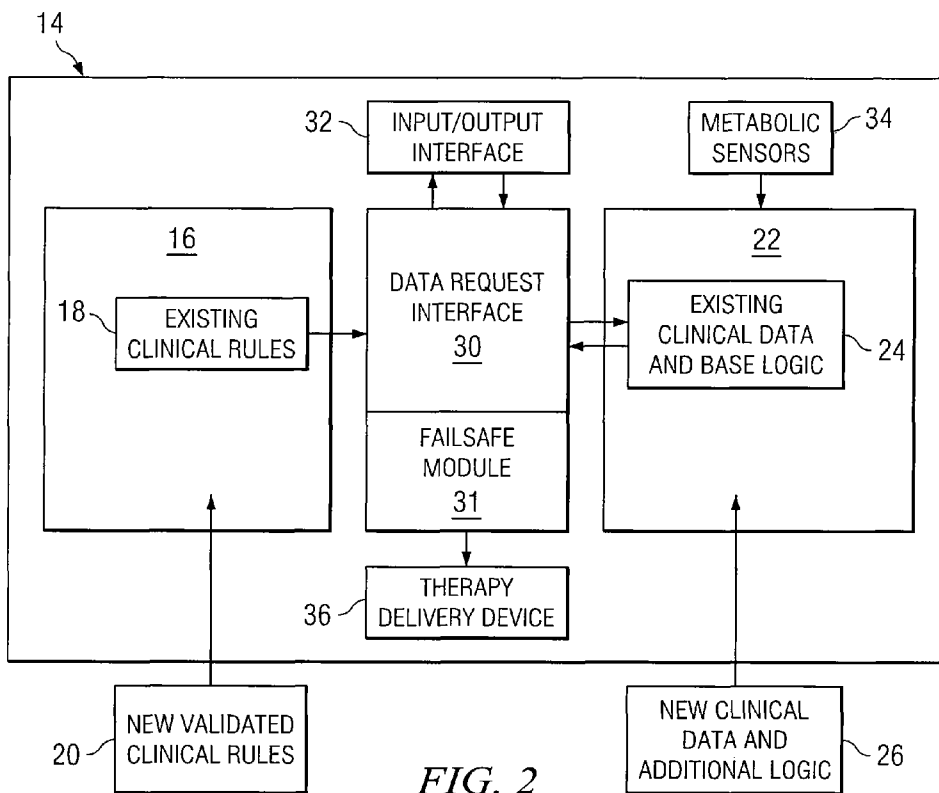 14
32
INPUT/OUTPUT
INTERFACE
METABOLIC
SENSORS
34
16
18
EXISTING
CLINICAL RULES
DATA REQUEST
INTERFACE
30
22
EXISTING
CLINICAL DATA
AND BASE LOGIC
24
FAILSAFE
MODULE
31
36
THERAPY
DELIVERY DEVICE
20
NEW VALIDATED
CLINICAL RULES
NEW CLINICAL
DATA AND
ADDITIONAL LOGIC
26
FIG. 2